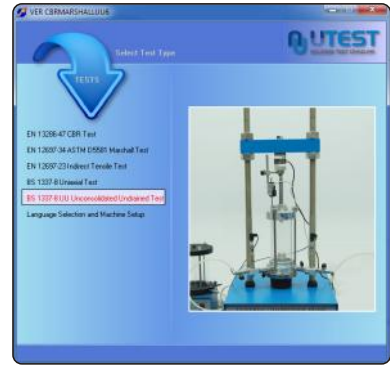 VER CBRMARSHALLUU6
UTEST
Select Test Type
TESTS
EN 13286-47 CBR Test
EN 12697-34 ASTM D5581 Marshall Test
EN 12697-23 Indirect Tensile Test
BS 1337-8 Uniaxial Test
BS 1337-8 UU Unconsolidated Undrained Test
Language Selection and Machine Setup